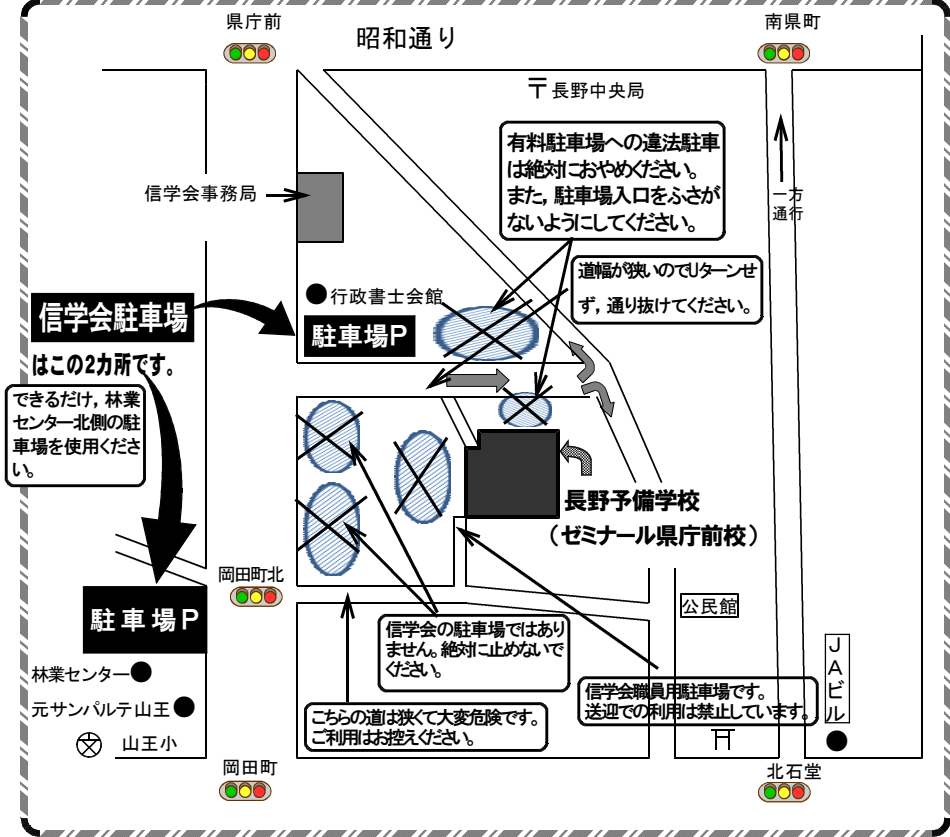 県庁前
昭和通り
南県町
〒長野中央局
有料駐車場への違法駐車
は絶対におやめください。
また，駐車場入口をふさが
ないようにしてください。
信学会事務局
一方
通行
道幅が狭いのでUターンせ
ず，通り抜けてください。
●行政書士会館
駐車場P
信学会駐車場
はこの2カ所です。
できるだけ，林業
センター北側の駐
車場を使用くださ
い。
長野予備学校
（ゼミナール県庁前校）
岡田町北
駐車場P
公民館
信学会の駐車場ではあり
ません。絶対に止めないで
ください。
JAビル
林業センター●
信学会職員用駐車場です。
送迎での利用は禁止しています。
元サンパルテ山王●
こちらの道は狭くて大変危険です。
ご利用はお控えください。
山王小
岡田町
北石堂